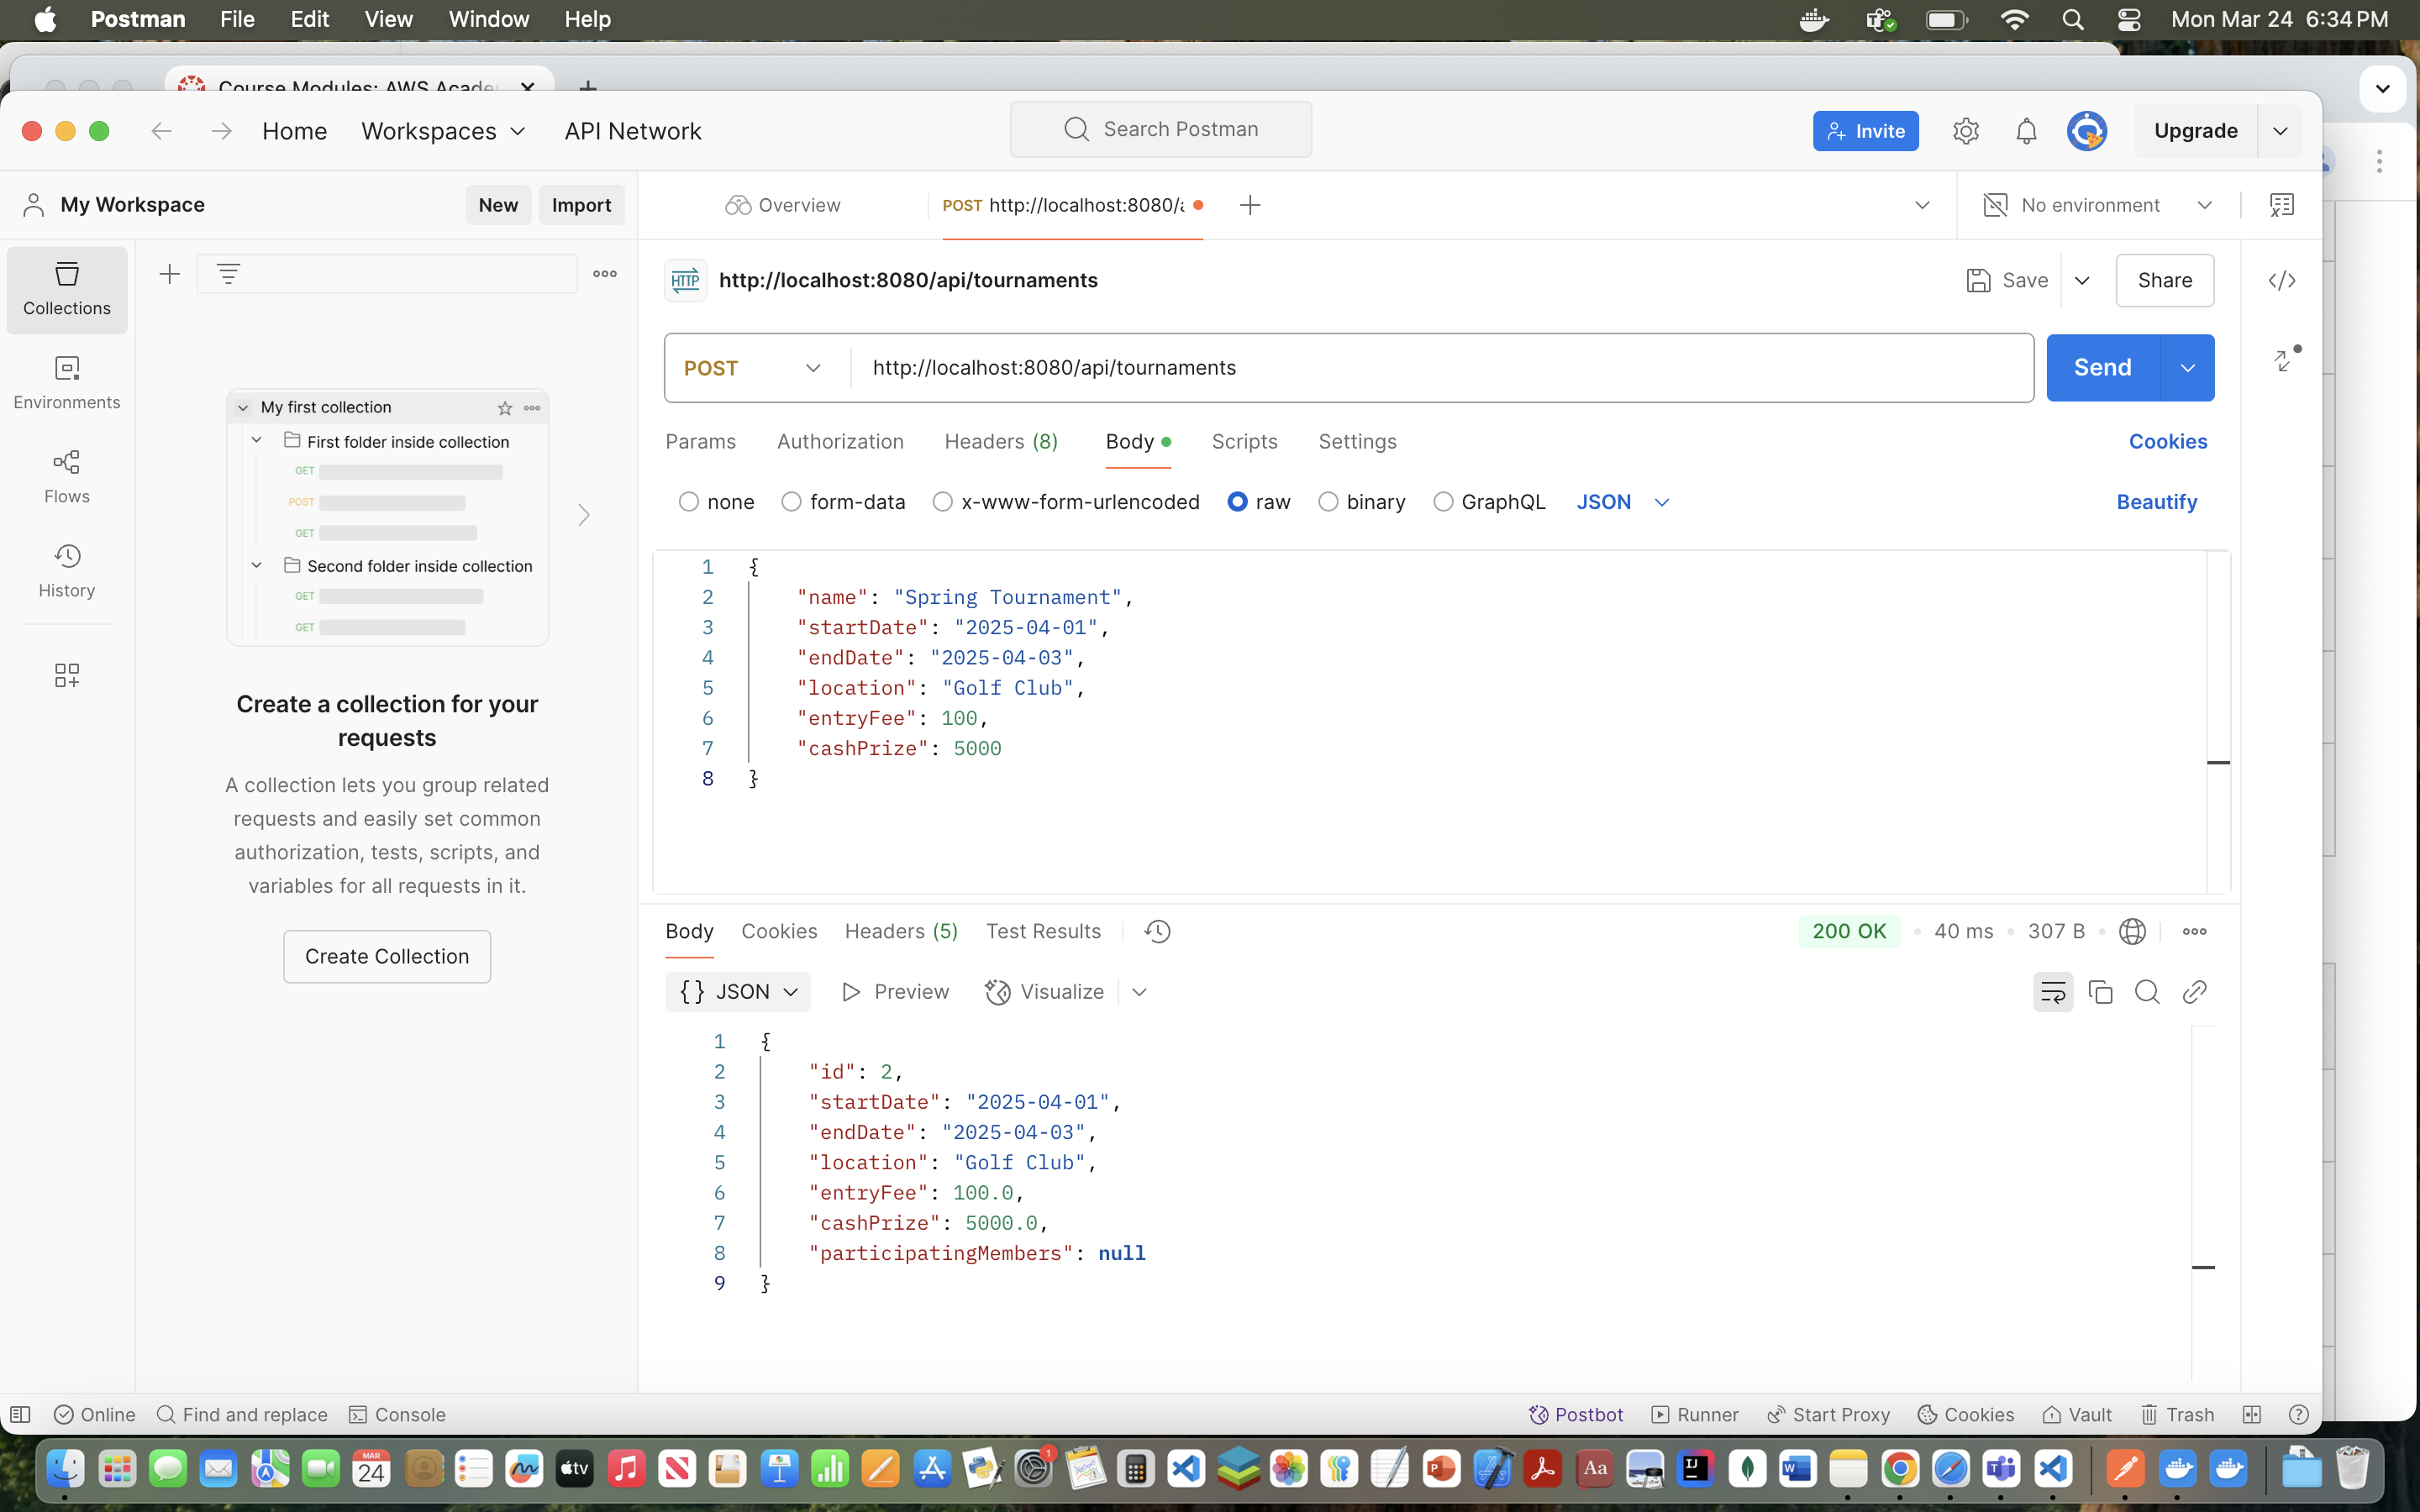 Postman File Edit View Window Help Mon Mar 24 6:34 PM
Course Modules: AWS Acade
Home Workspaces API Network Search Postman Invite Upgrade
My Workspace New Import Overview POST http://localhost:8080/a No environment
Collections
Environments
Flows
History
My first collection
First folder inside collection
GET
POST
GET
Second folder inside collection
GET
GET
Create a collection for your
requests
A collection lets you group related
requests and easily set common
authorization, tests, scripts, and
variables for all requests in it.
Create Collection
HTTP http://localhost:8080/api/tournaments Save Share
POST http://localhost:8080/api/tournaments Send
Params Authorization Headers (8) Body Scripts Settings Cookies
none form-data x-www-form-urlencoded raw binary GraphQL JSON Beautify
1 {
2 "name": "Spring Tournament",
3 "startDate": "2025-04-01",
4 "endDate": "2025-04-03",
5 "location": "Golf Club",
6 "entryFee": 100,
7 "cashPrize": 5000
8 }
Body Cookies Headers (5) Test Results 200 OK 40 ms 307 B
{} JSON Preview Visualize
1 {
2 "id": 2,
3 "startDate": "2025-04-01",
4 "endDate": "2025-04-03",
5 "location": "Golf Club",
6 "entryFee": 100.0,
7 "cashPrize": 5000.0,
8 "participatingMembers": null
9 }
Online Find and replace Console Postbot Runner Start Proxy Cookies Vault Trash
MAR
24
tv
1
P
Aa
IJ
W
T